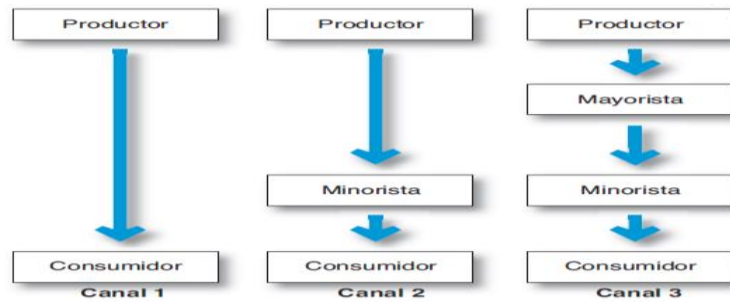 Productor
Productor
Productor
Mayorista
Minorista
Minorista
Consumidor
Consumidor
Consumidor
Canal 1
Canal 2
Canal 3